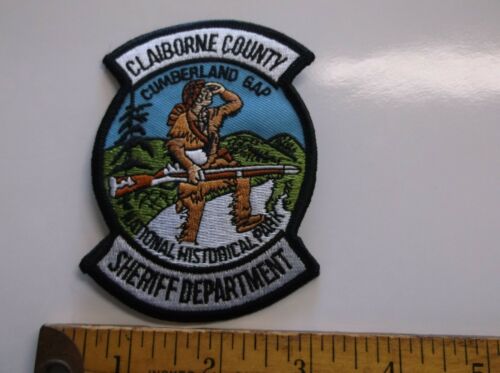 CLAIBORNE COUNTY
CUMBERLAND GAP
NATIONAL HISTORICAL PARK
SHERIFF DEPARTMENT
1 2 3 4 5